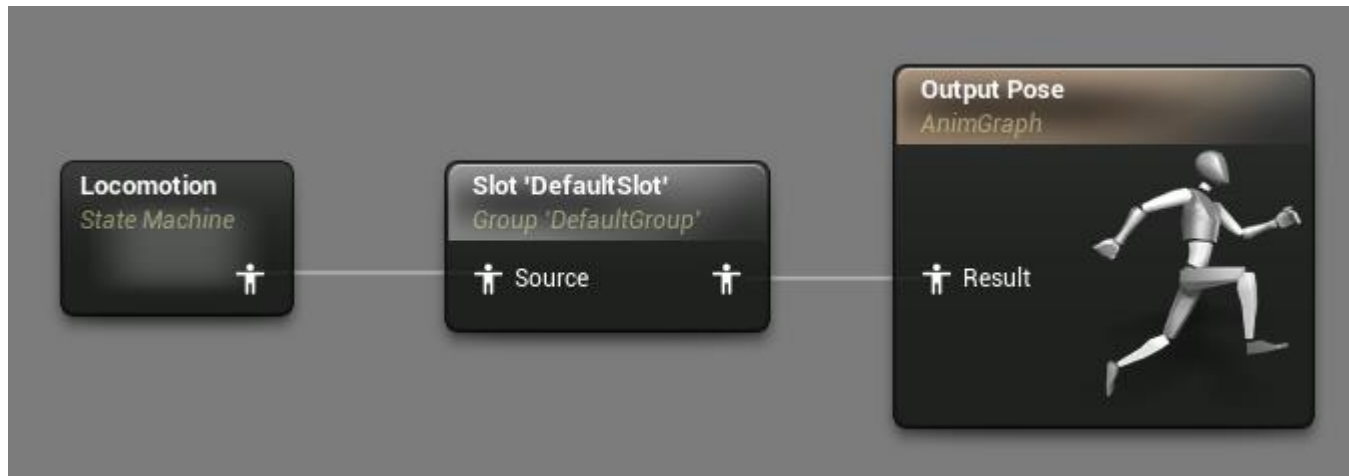 Locomotion
State Machine
Slot 'DefaultSlot'
Group 'DefaultGroup'
Source
Output Pose
AnimGraph
Result